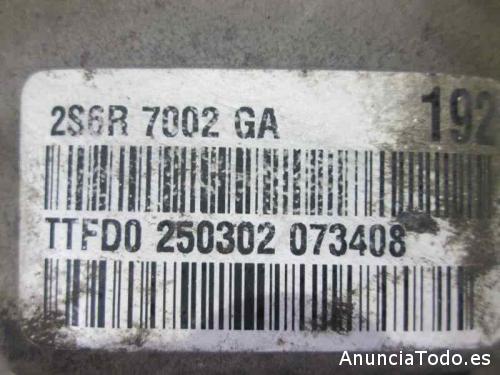 2S6R 7002 GA 192
TTFD0 250302 073408
AnunciaTodo.es